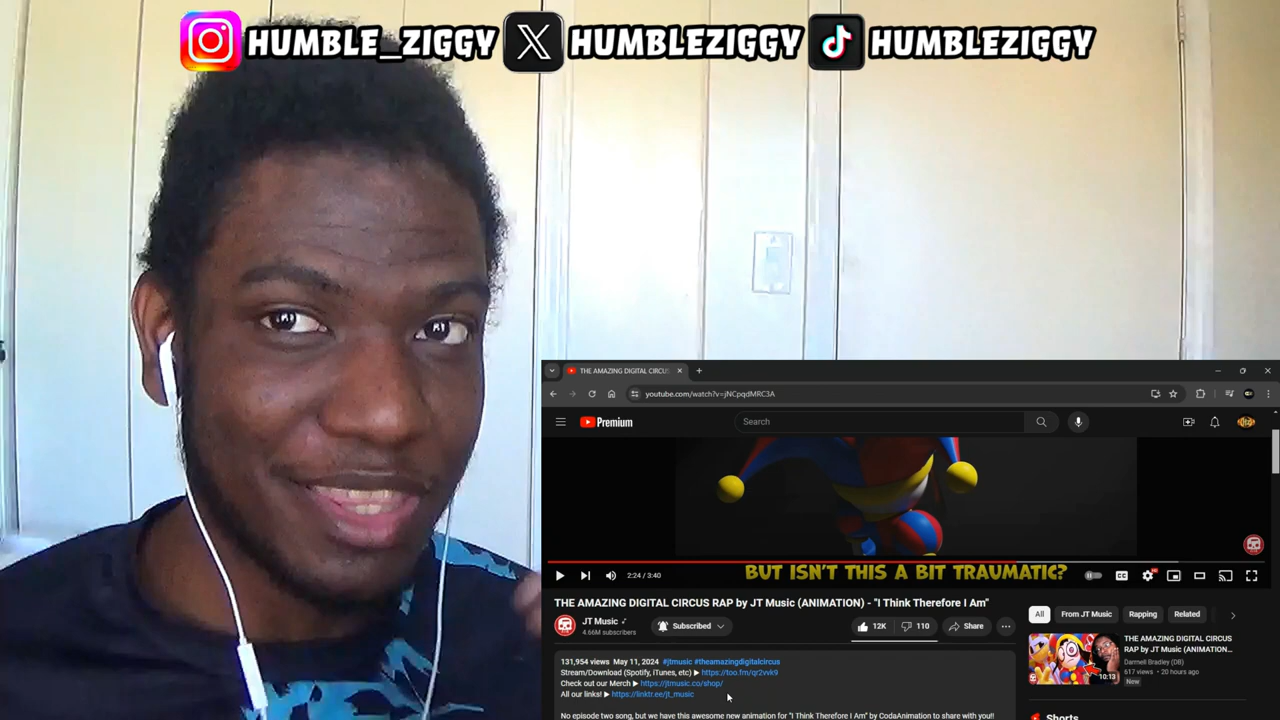 HUMBLE_ZIGGY HUMBLEZIGGY HUMBLEZIGGY
THE AMAZING DIGITAL CIRCUS
youtube.com/watch?v=jNCpqdMRC3A
Premium
Search
BUT ISN'T THIS A BIT TRAUMATIC?
2:24 / 3:40
THE AMAZING DIGITAL CIRCUS RAP by JT Music (ANIMATION) - "I Think Therefore I Am"
JT Music
4.66M subscribers
Subscribed
12K
110
Share
131,954 views May 11, 2024 #jtmusic #theamazingdigitalcircus
Stream/Download (Spotify, iTunes, etc) ▶ https://too.fm/qr2vvk9
Check out our Merch ▶ https://jtmusic.co/shop/
All our links! ▶ https://linktr.ee/jt_music
No episode two song, but we have this awesome new animation for "I Think Therefore I Am" by CodaAnimation to share with you!!
All
From JT Music
Rapping
Related
10:13
THE AMAZING DIGITAL CIRCUS
RAP by JT Music (ANIMATION)...
Darmell Bradley (DB)
617 views • 20 hours ago
Now
Shorts